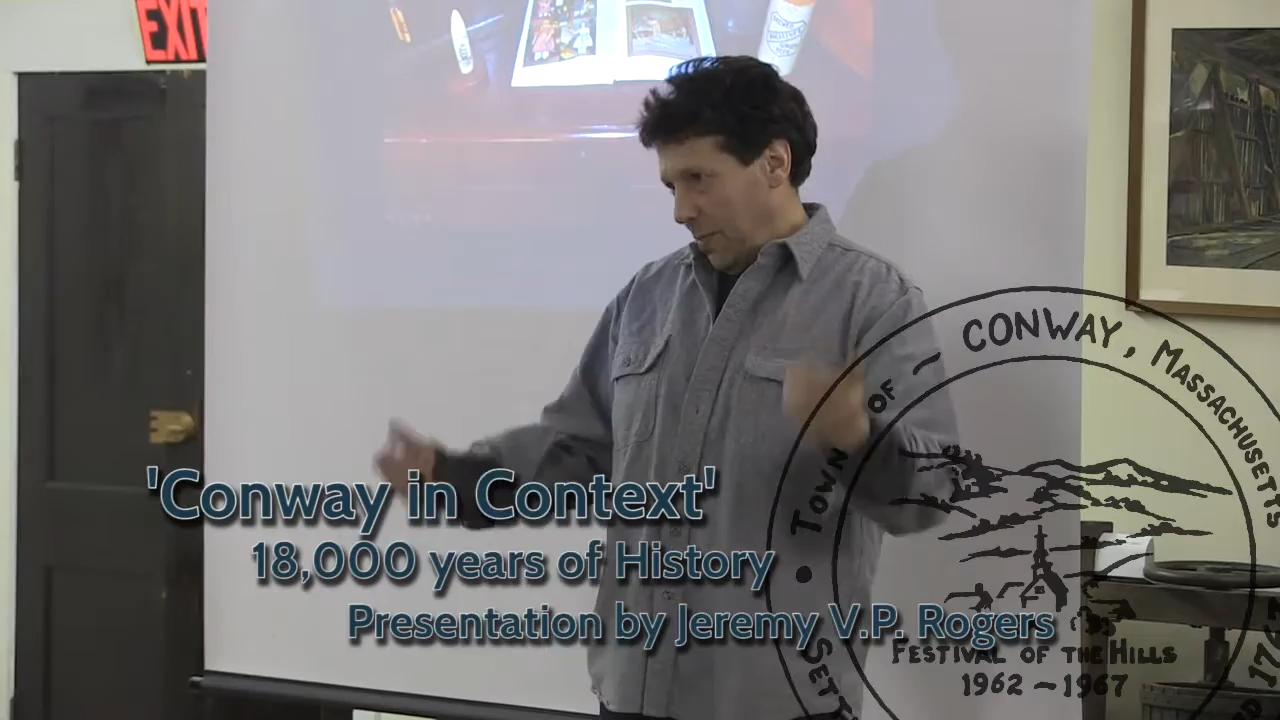 EXIT
'Conway in Context'
18,000 years of History
Presentation by Jeremy V.P. Rogers
TOWN OF ~ CONWAY, MASSACHUSETTS
FESTIVAL OF THE HILLS
1962 ~ 1967